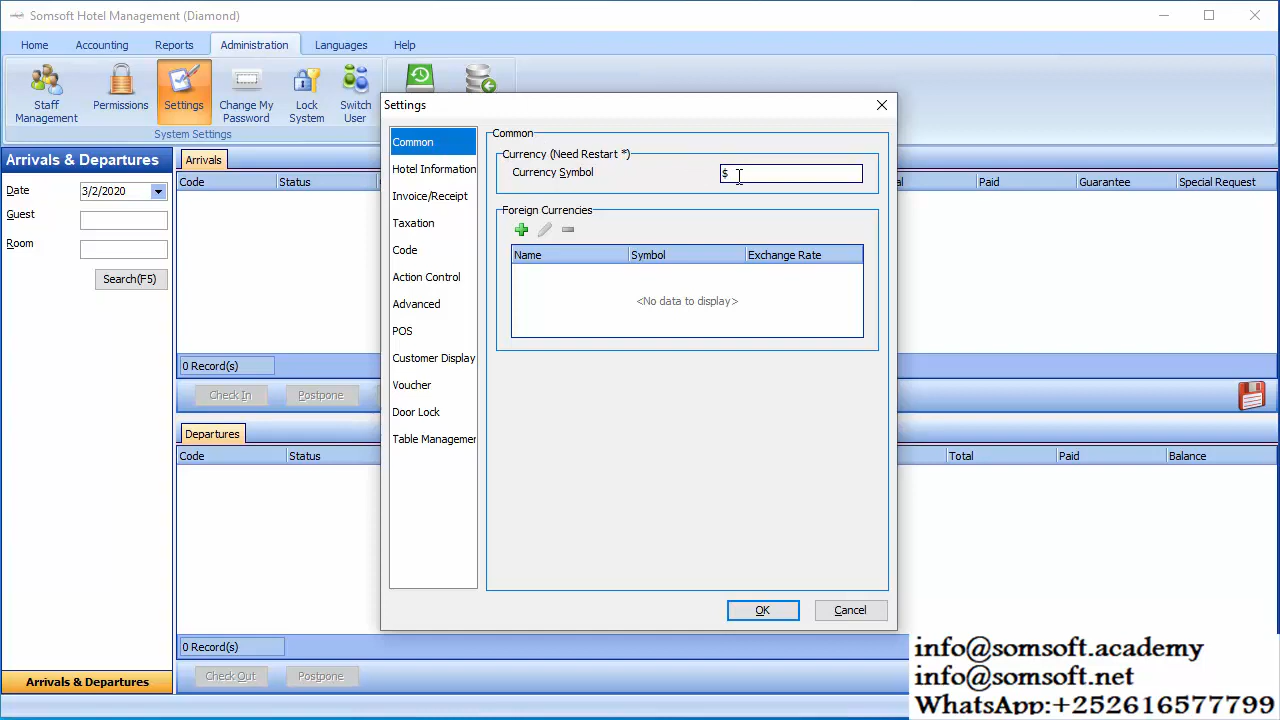 Somsoft Hotel Management (Diamond)
Home Accounting Reports Administration Languages Help
Staff Management
Permissions
Settings
Change My Password
Lock System
Switch User
System Settings
Arrivals & Departures
Date 3/2/2020
Guest
Room
Search(F5)
Arrivals
Code Status Paid Guarantee Special Request
0 Record(s)
Check In Postpone
Departures
Code Status Total Paid Balance
0 Record(s)
Check Out Postpone
Arrivals & Departures
Settings
Common
Hotel Information
Invoice/Receipt
Taxation
Code
Action Control
Advanced
POS
Customer Display
Voucher
Door Lock
Table Managemer
Common
Currency (Need Restart *)
Currency Symbol $
Foreign Currencies
Name Symbol Exchange Rate
<No data to display>
OK Cancel
info@somsoft.academy
info@somsoft.net
WhatsApp:+252616577799